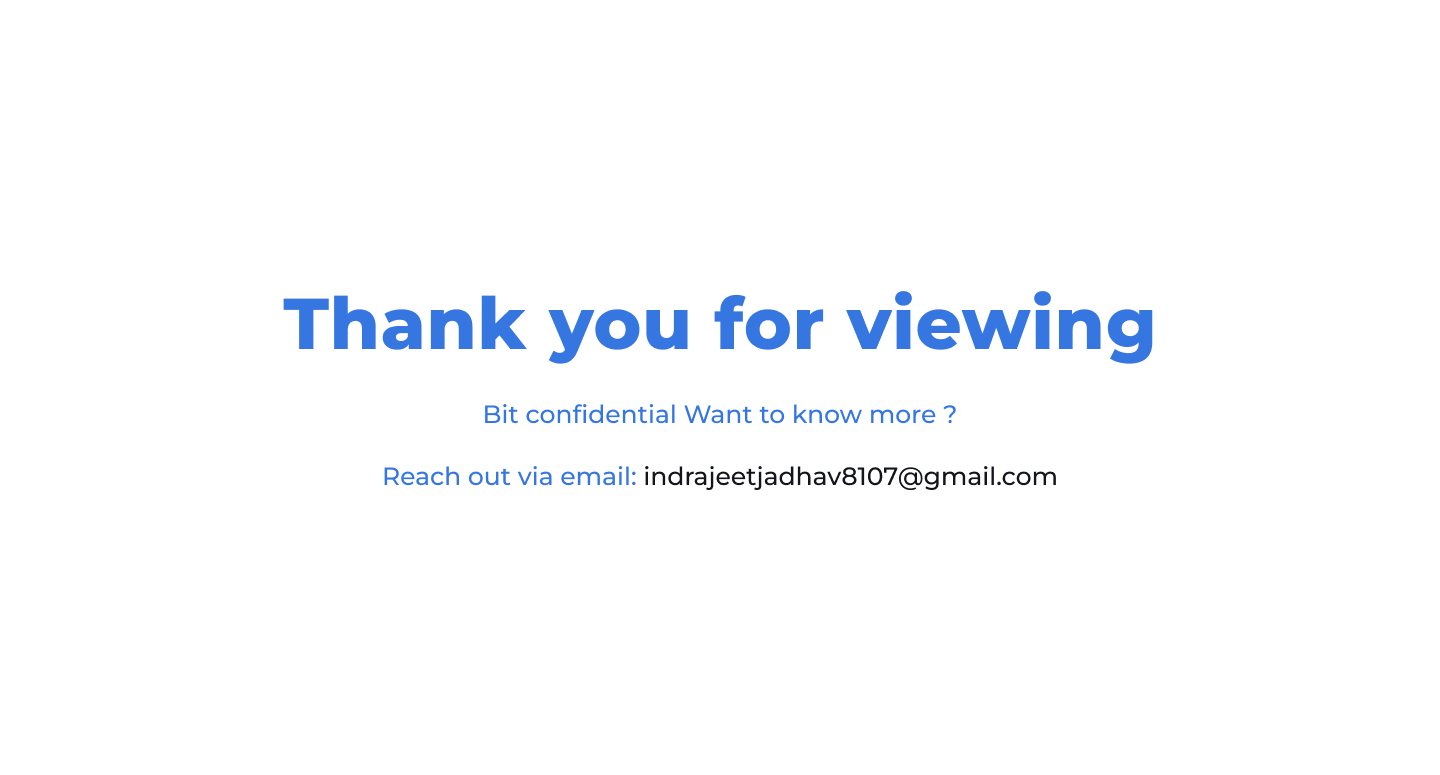 Thank you for viewing
Bit confidential Want to know more ?
Reach out via email: indrajeetjadhav8107@gmail.com